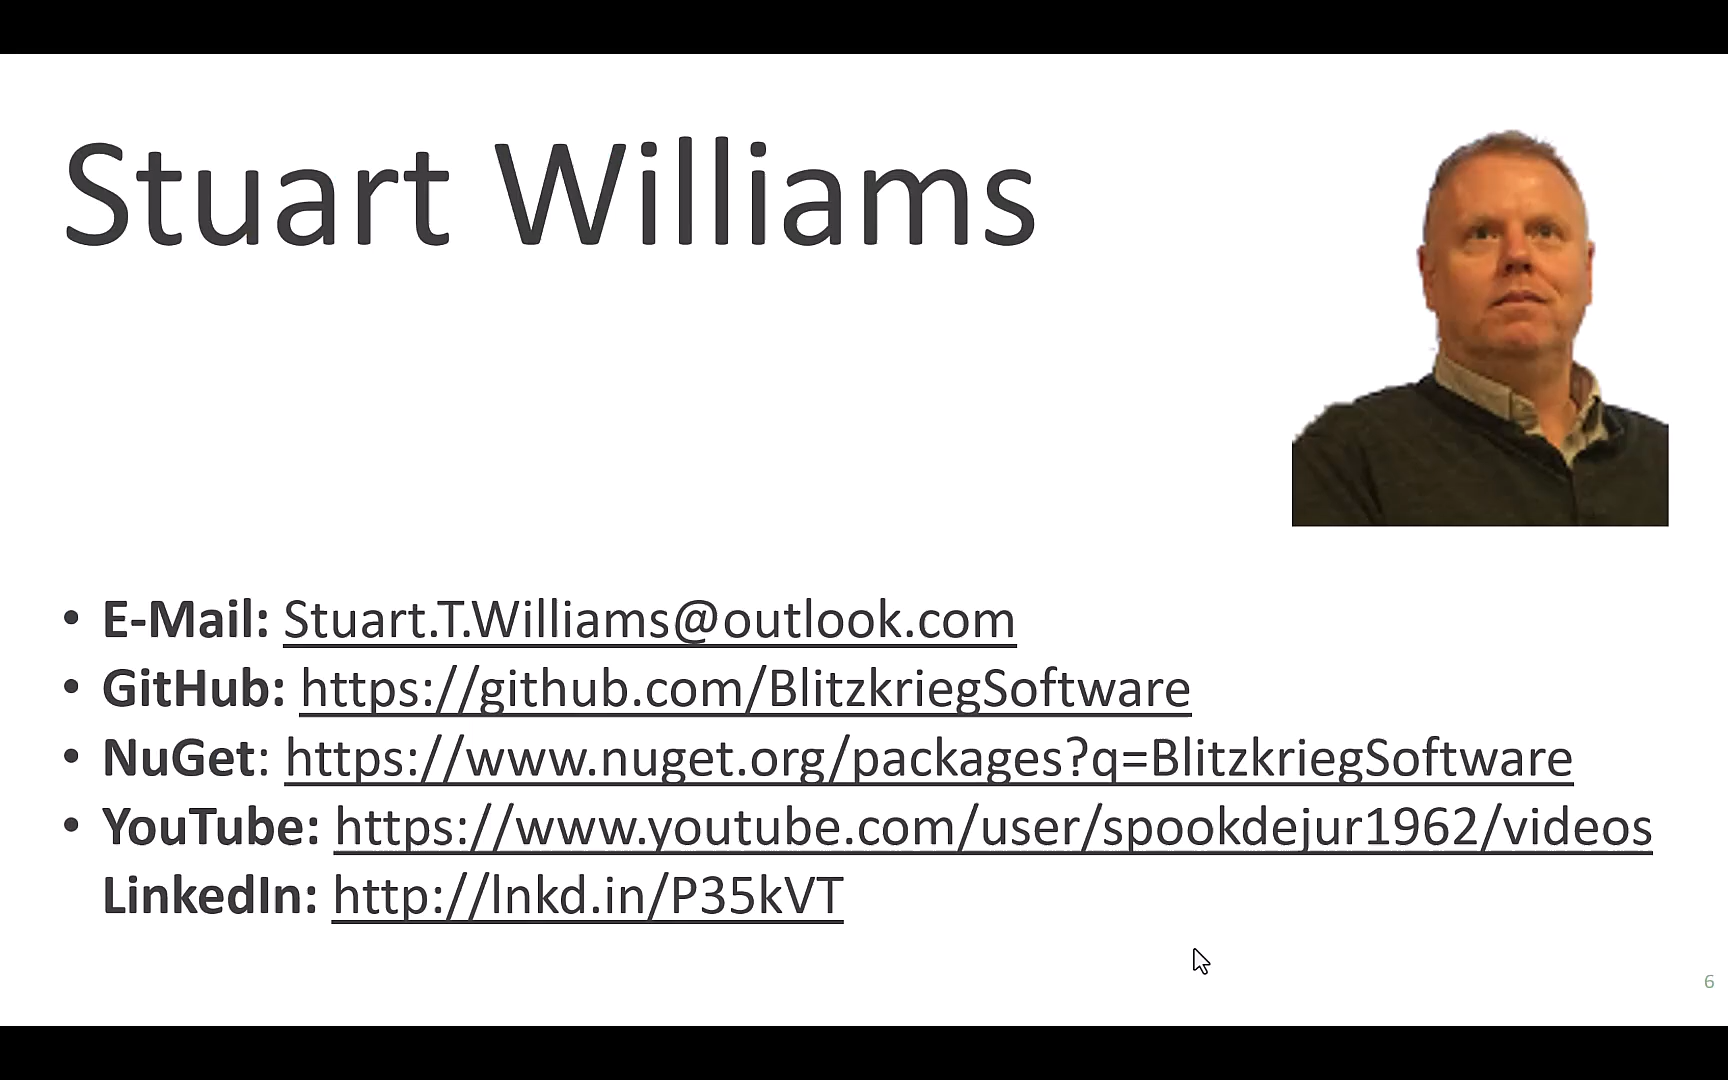 Stuart Williams
• E-Mail: Stuart.T.Williams@outlook.com
• GitHub: https://github.com/BlitzkriegSoftware
• NuGet: https://www.nuget.org/packages?q=BlitzkriegSoftware
• YouTube: https://www.youtube.com/user/spookdejur1962/videos
LinkedIn: http://lnkd.in/P35kVT
6